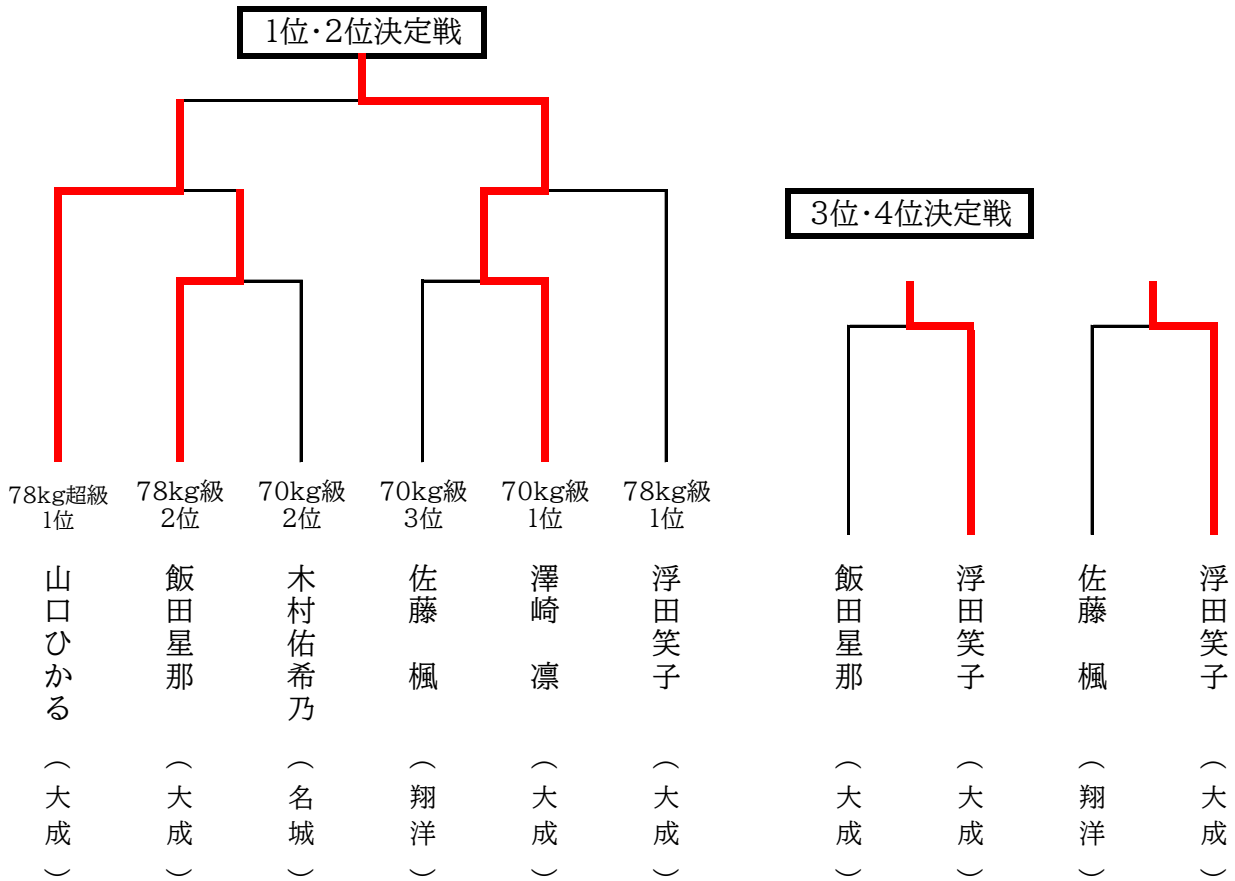 1位・2位決定戦
3位・4位決定戦
78kg超級
1位
78kg級
2位
70kg級
2位
70kg級
3位
70kg級
1位
78kg級
1位
山口ひかる
飯田星那
木村佑希乃
佐藤　楓
澤崎　凛
浮田笑子
飯田星那
浮田笑子
佐藤　楓
浮田笑子
（大成）
（大成）
（名城）
（翔洋）
（大成）
（大成）
（大成）
（大成）
（翔洋）
（大成）